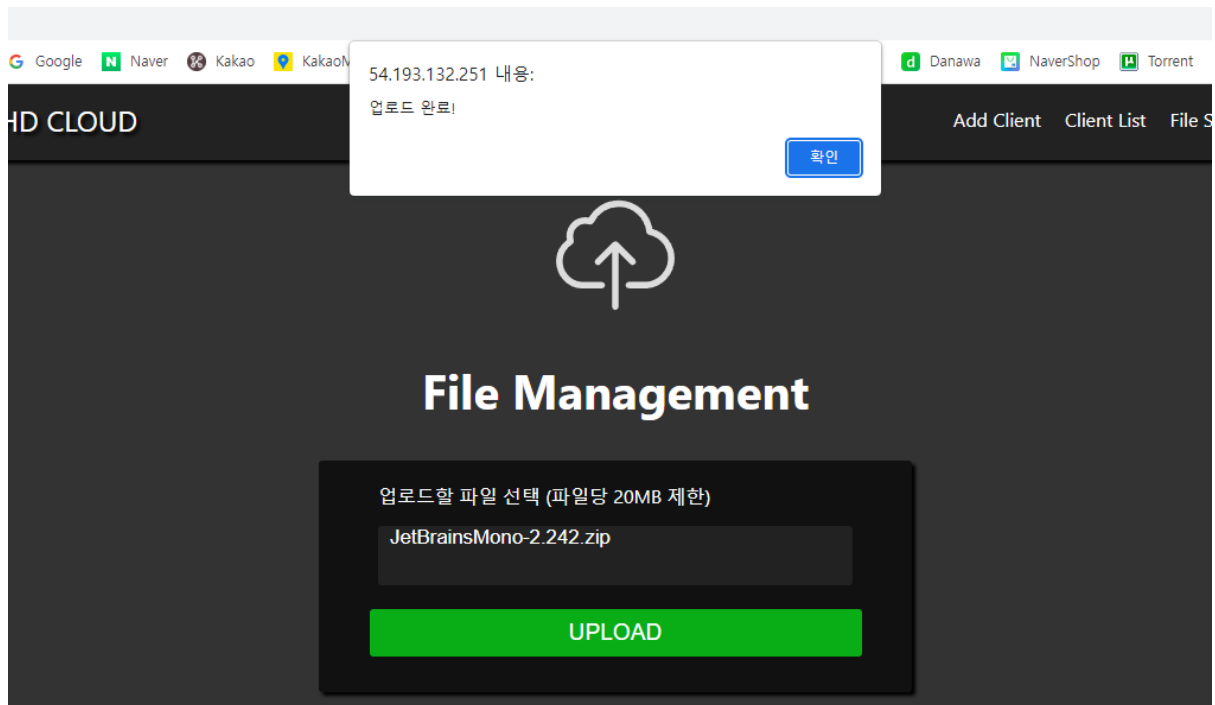 Google Naver Kakao KakaoM Danawa NaverShop Torrent
54.193.132.251 내용:
업로드 완료!
확인
HD CLOUD Add Client Client List File S
File Management
업로드할 파일 선택 (파일당 20MB 제한)
JetBrainsMono-2.242.zip
UPLOAD